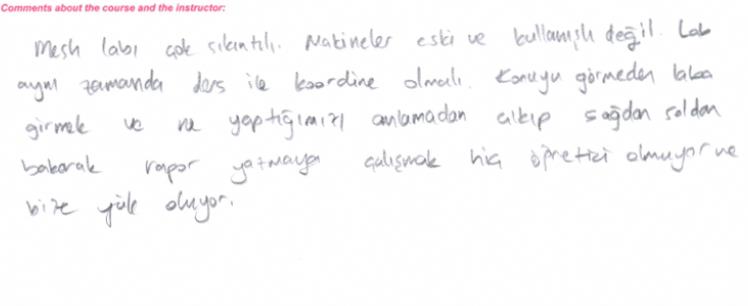 Comments about the course and the instructor:
Mesh labı çok sıkıntılı. Makineler eski ve kullanışlı değil. Lab
aynı zamanda ders ile koordine olmalı. Konuyu görmeden laba
girmek ve ne yaptığımızı anlamadan çıkıp sağdan soldan
bakarak rapor yazmaya çalışmak hiç öğretici olmuyor ve
bize yük oluyor.